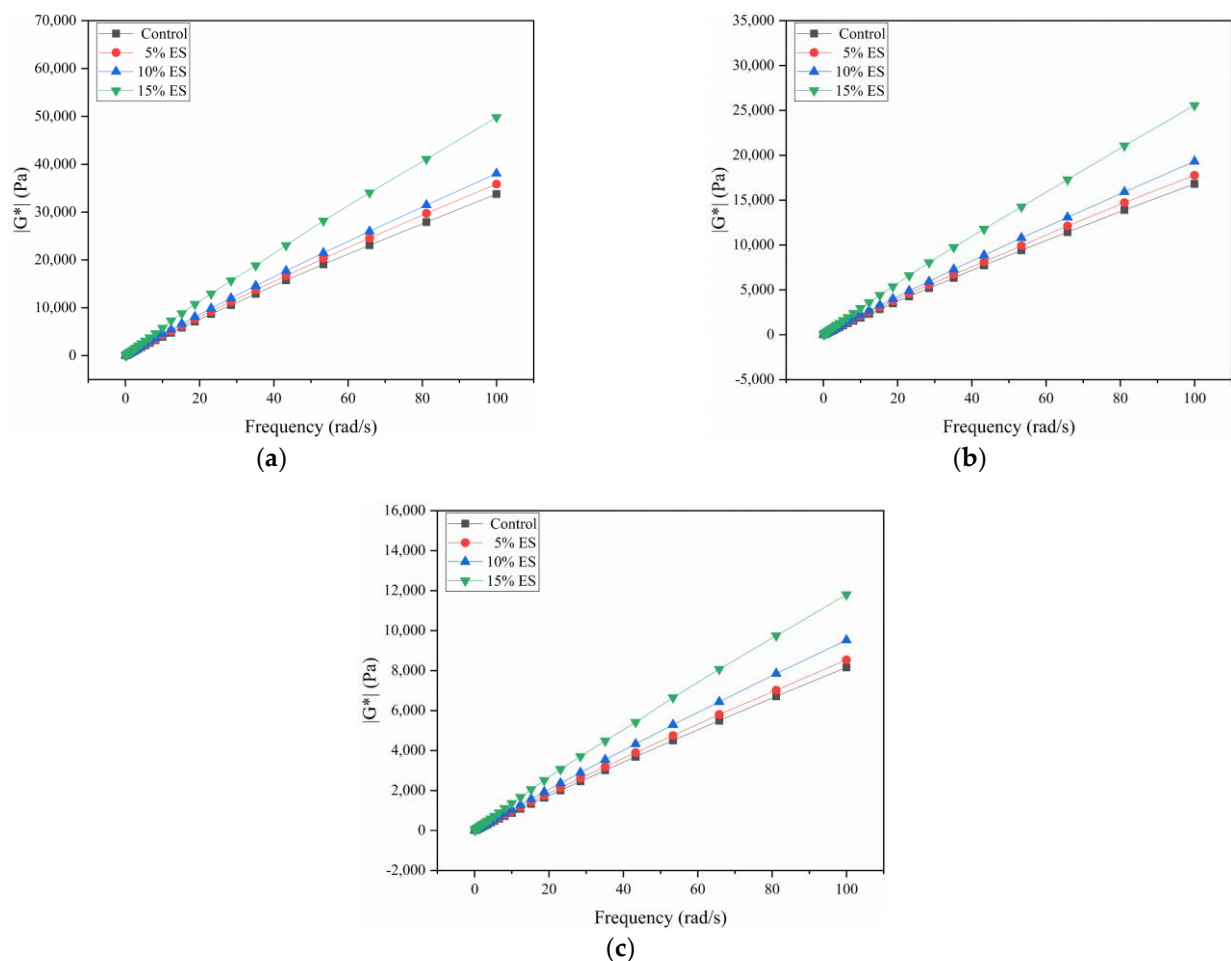 70,000
60,000
50,000
40,000
30,000
20,000
10,000
0
|G*| (Pa)
Control
5% ES
10% ES
15% ES
0 20 40 60 80 100
Frequency (rad/s)
(a)
35,000
30,000
25,000
20,000
15,000
10,000
5,000
0
-5,000
|G*| (Pa)
Control
5% ES
10% ES
15% ES
0 20 40 60 80 100
Frequency (rad/s)
(b)
16,000
14,000
12,000
10,000
8,000
6,000
4,000
2,000
0
-2,000
|G*| (Pa)
Control
5% ES
10% ES
15% ES
0 20 40 60 80 100
Frequency (rad/s)
(c)